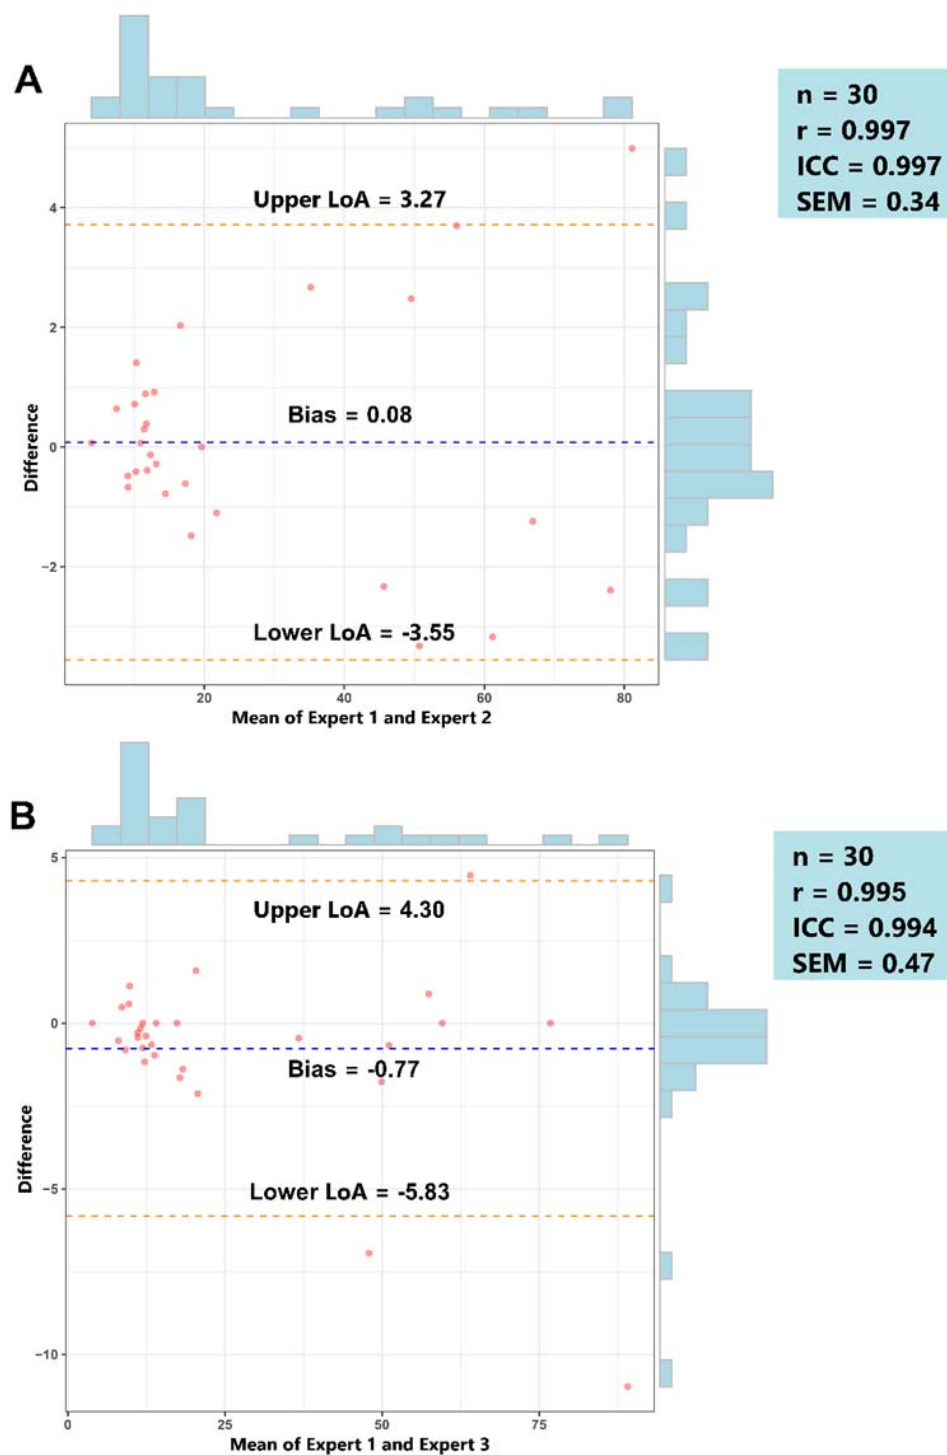 A
n = 30
r = 0.997
ICC = 0.997
SEM = 0.34
Upper LoA = 3.27
Bias = 0.08
Lower LoA = -3.55
Difference
4
2
0
−2
20
40
60
80
Mean of Expert 1 and Expert 2
B
n = 30
r = 0.995
ICC = 0.994
SEM = 0.47
Upper LoA = 4.30
Bias = -0.77
Lower LoA = -5.83
Difference
5
0
−5
−10
0
25
50
75
Mean of Expert 1 and Expert 3